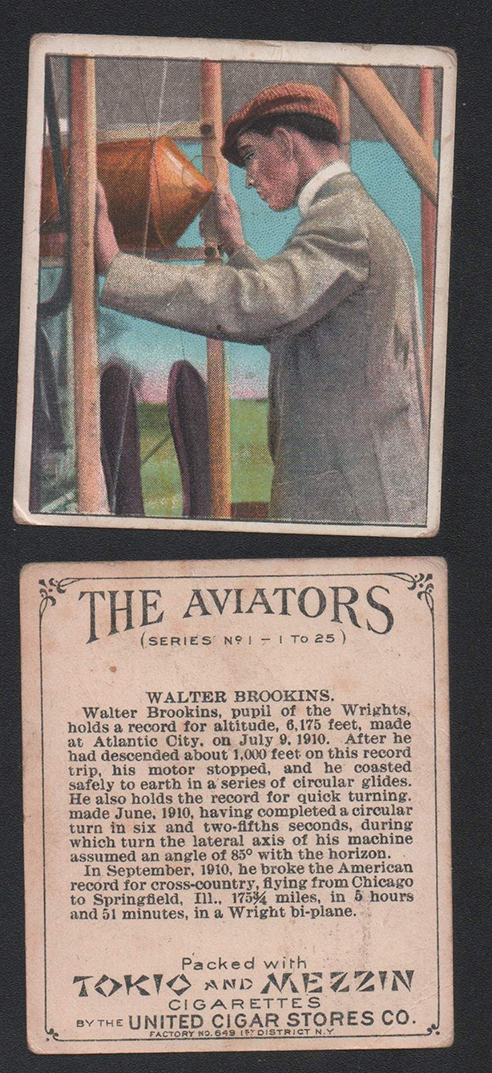 THE AVIATORS
(SERIES Nº 1 – 1 TO 25)
WALTER BROOKINS.
Walter Brookins, pupil of the Wrights,
holds a record for altitude, 6,175 feet, made
at Atlantic City, on July 9, 1910. After he
had descended about 1,000 feet on this record
trip, his motor stopped, and he coasted
safely to earth in a series of circular glides.
He also holds the record for quick turning.
made June, 1910, having completed a circular
turn in six and two-fifths seconds, during
which turn the lateral axis of his machine
assumed an angle of 85° with the horizon.
In September, 1910, he broke the American
record for cross-country, flying from Chicago
to Springfield, Ill., 175¾ miles, in 5 hours
and 51 minutes, in a Wright bi-plane.
Packed with
TOKIO AND MEZZIN
CIGARETTES
BY THE UNITED CIGAR STORES CO.
FACTORY NO. 649 1ST DISTRICT N.Y